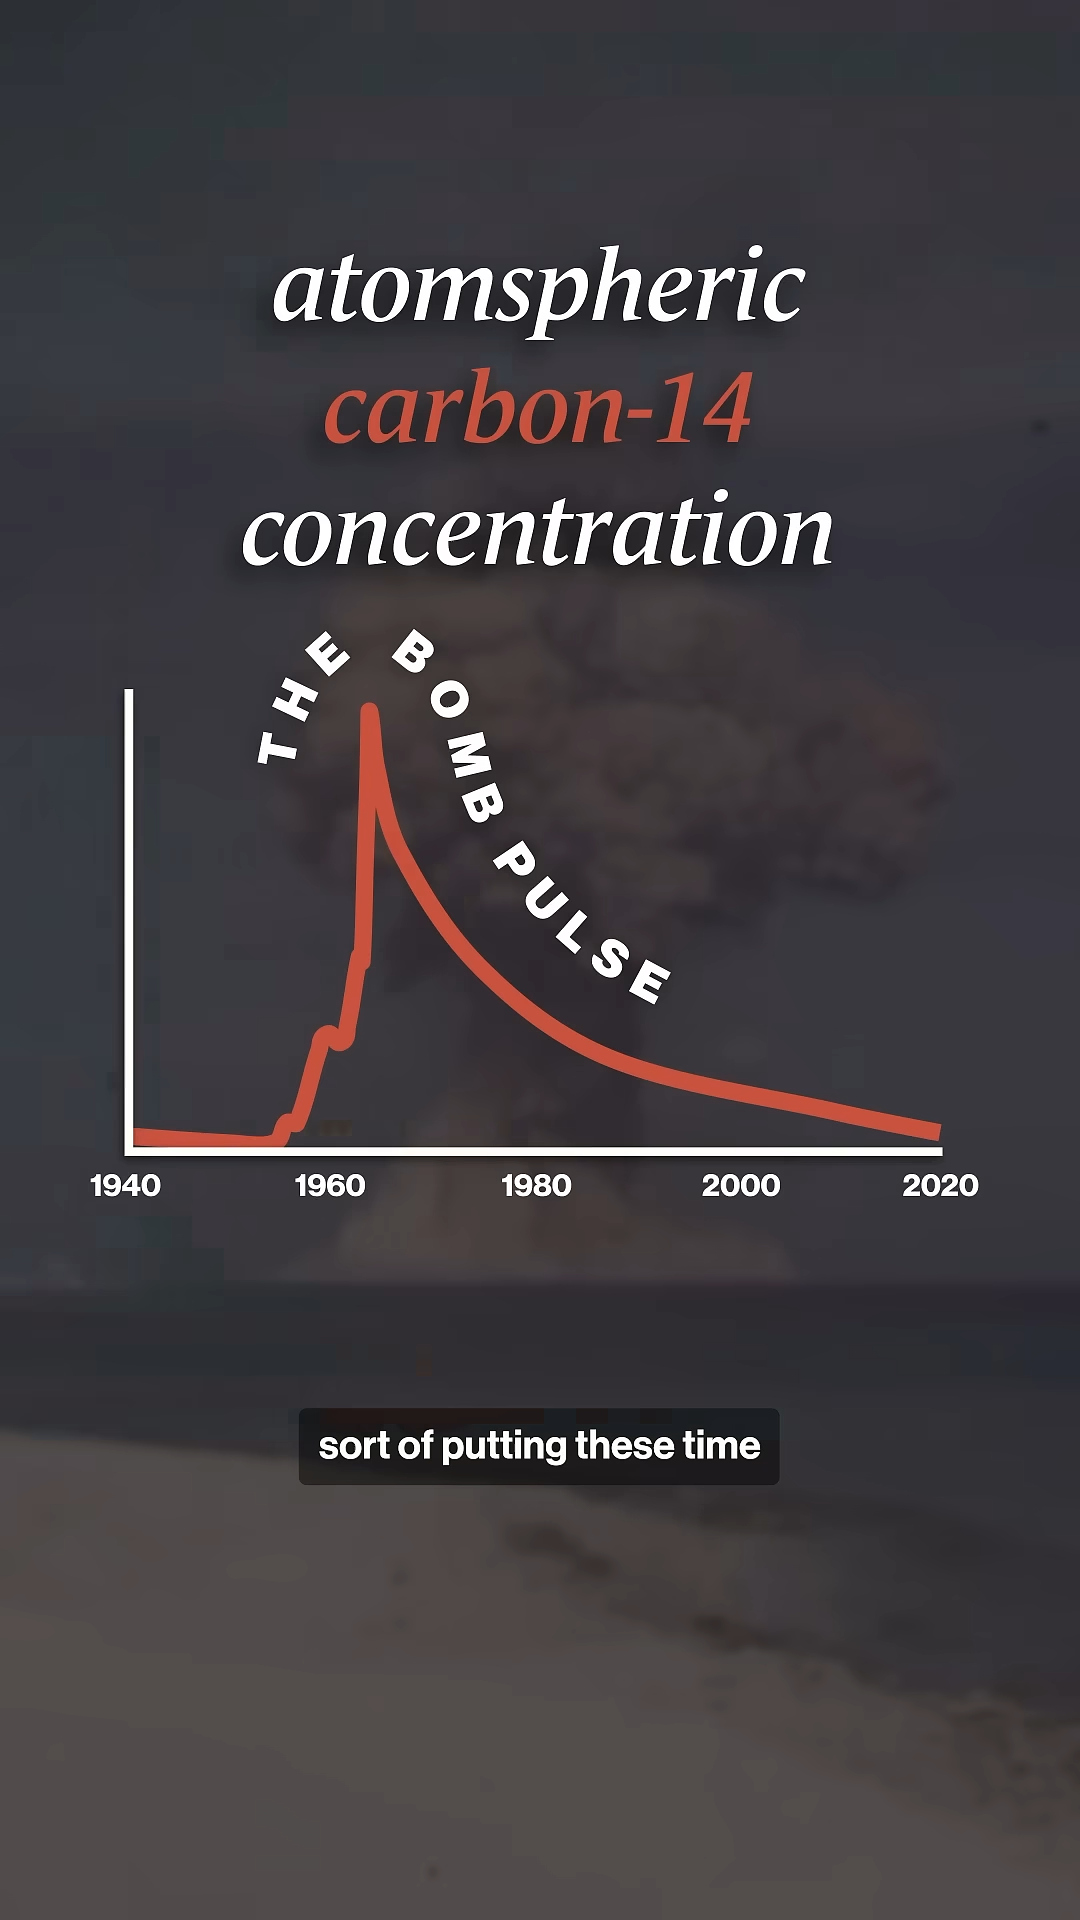 atomspheric
carbon-14
concentration
THE BOMB PULSE
1940 1960 1980 2000 2020
sort of putting these time